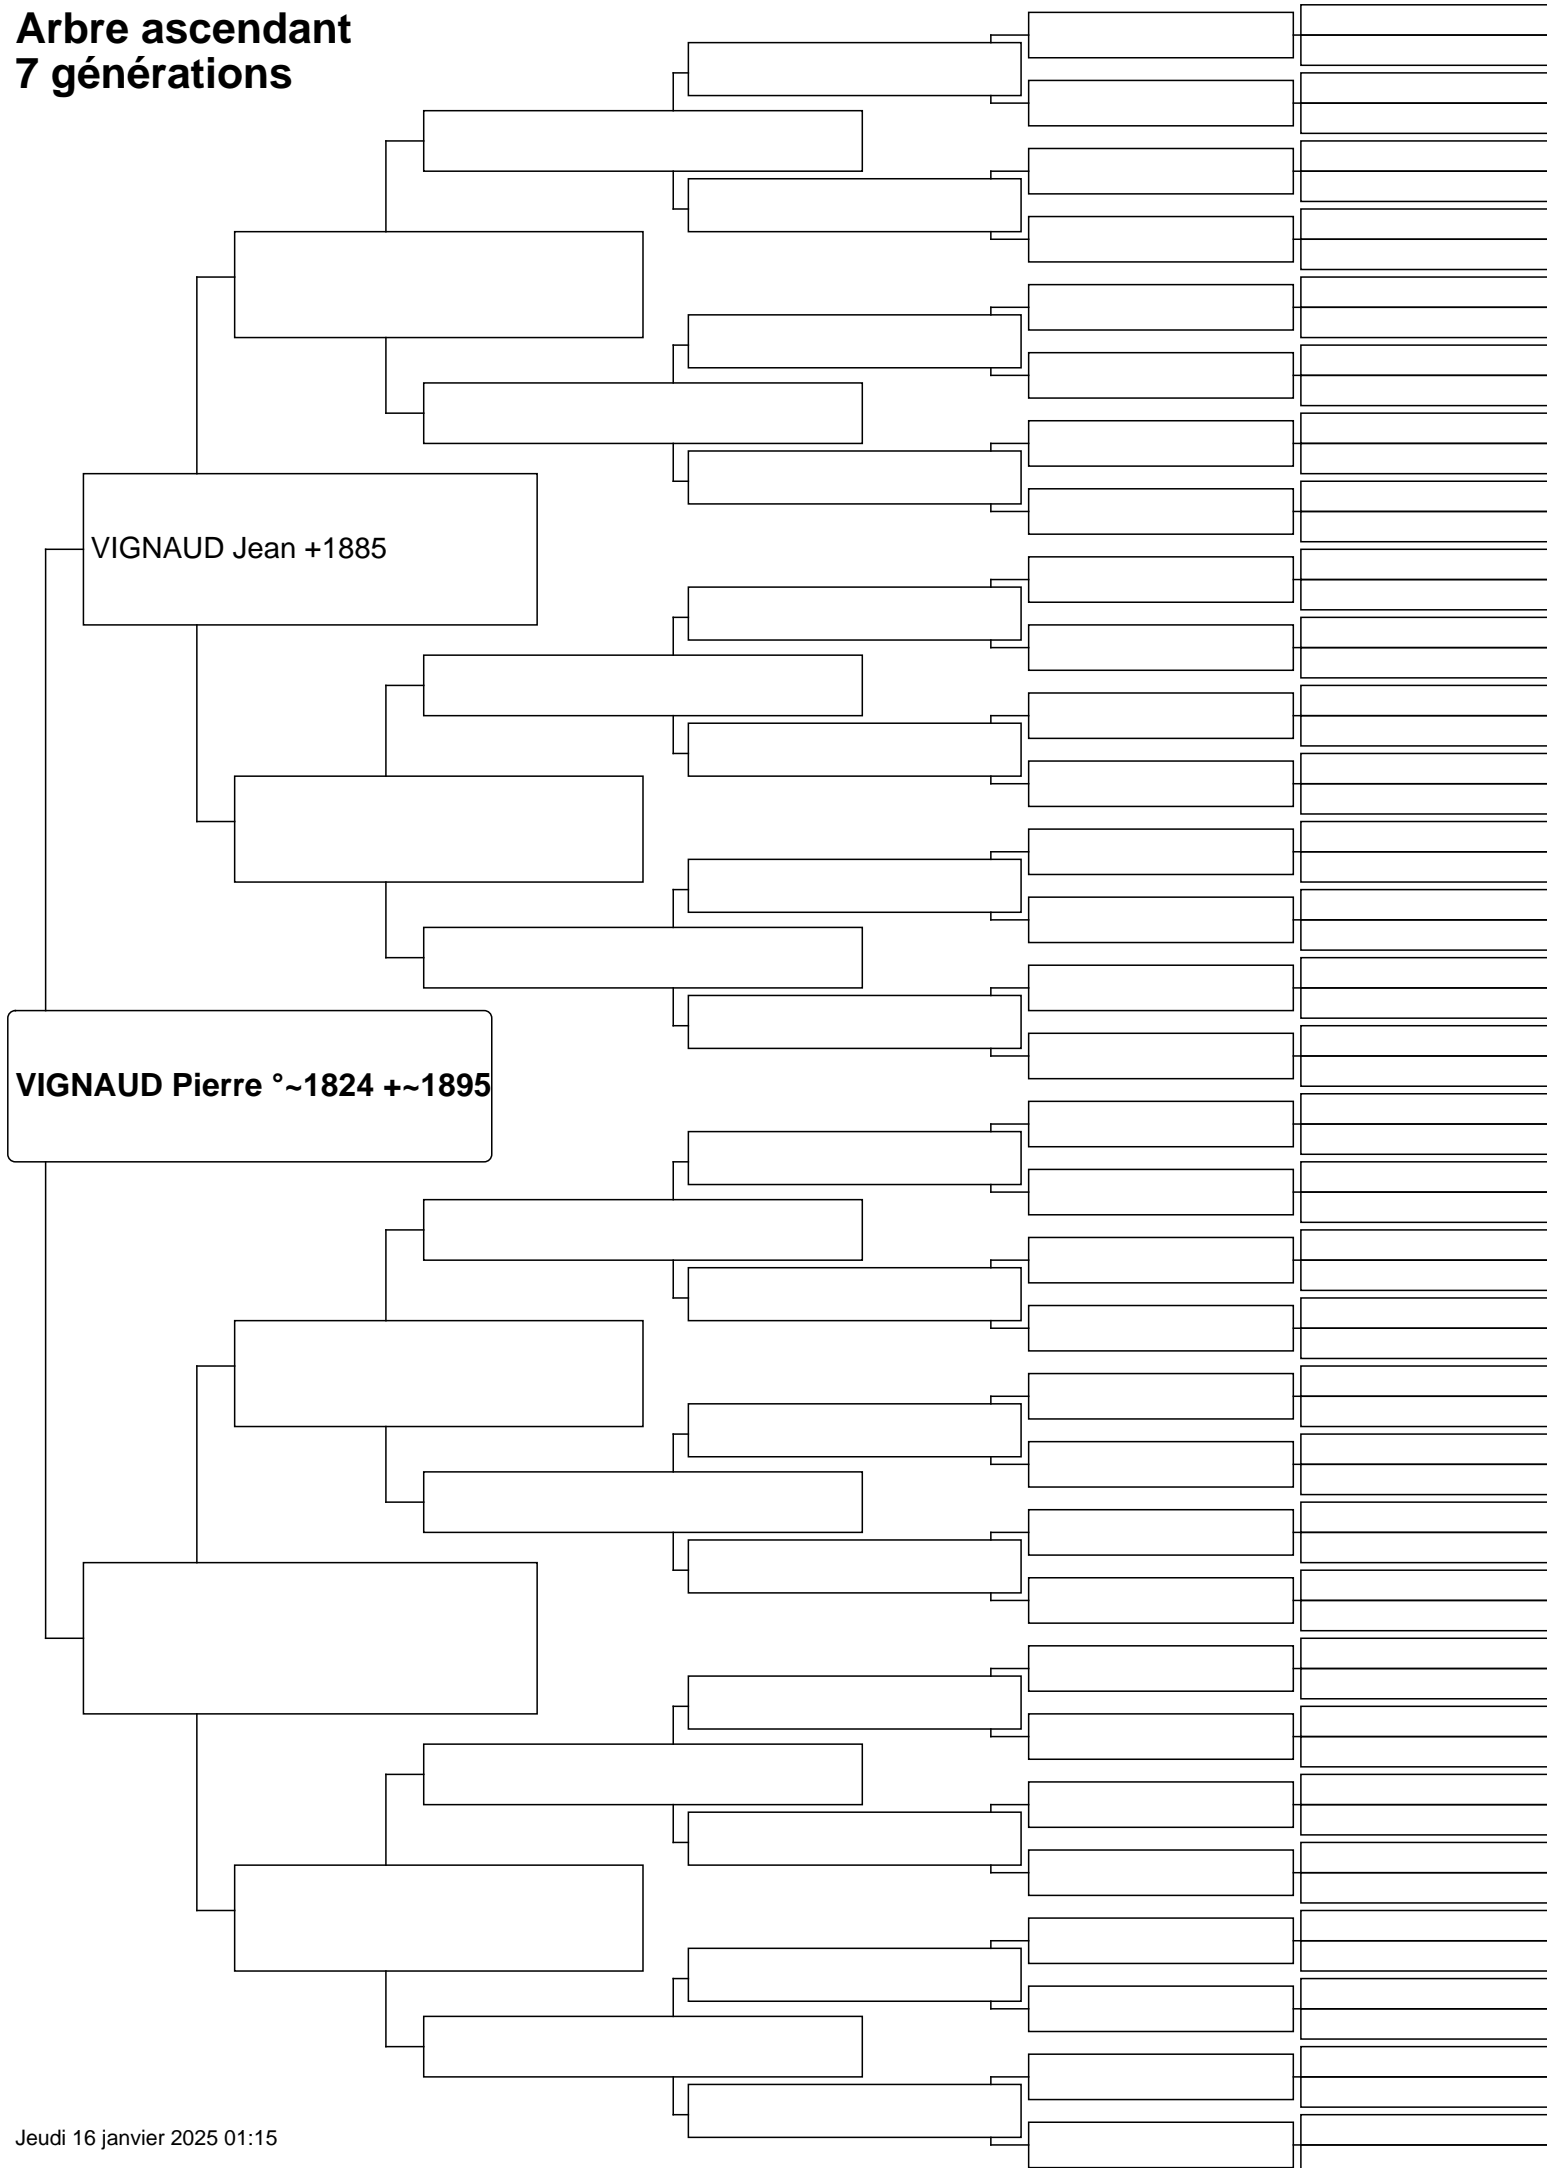 Arbre ascendant
7 générations
VIGNAUD Jean +1885
VIGNAUD Pierre °~1824 +~1895
Jeudi 16 janvier 2025 01:15